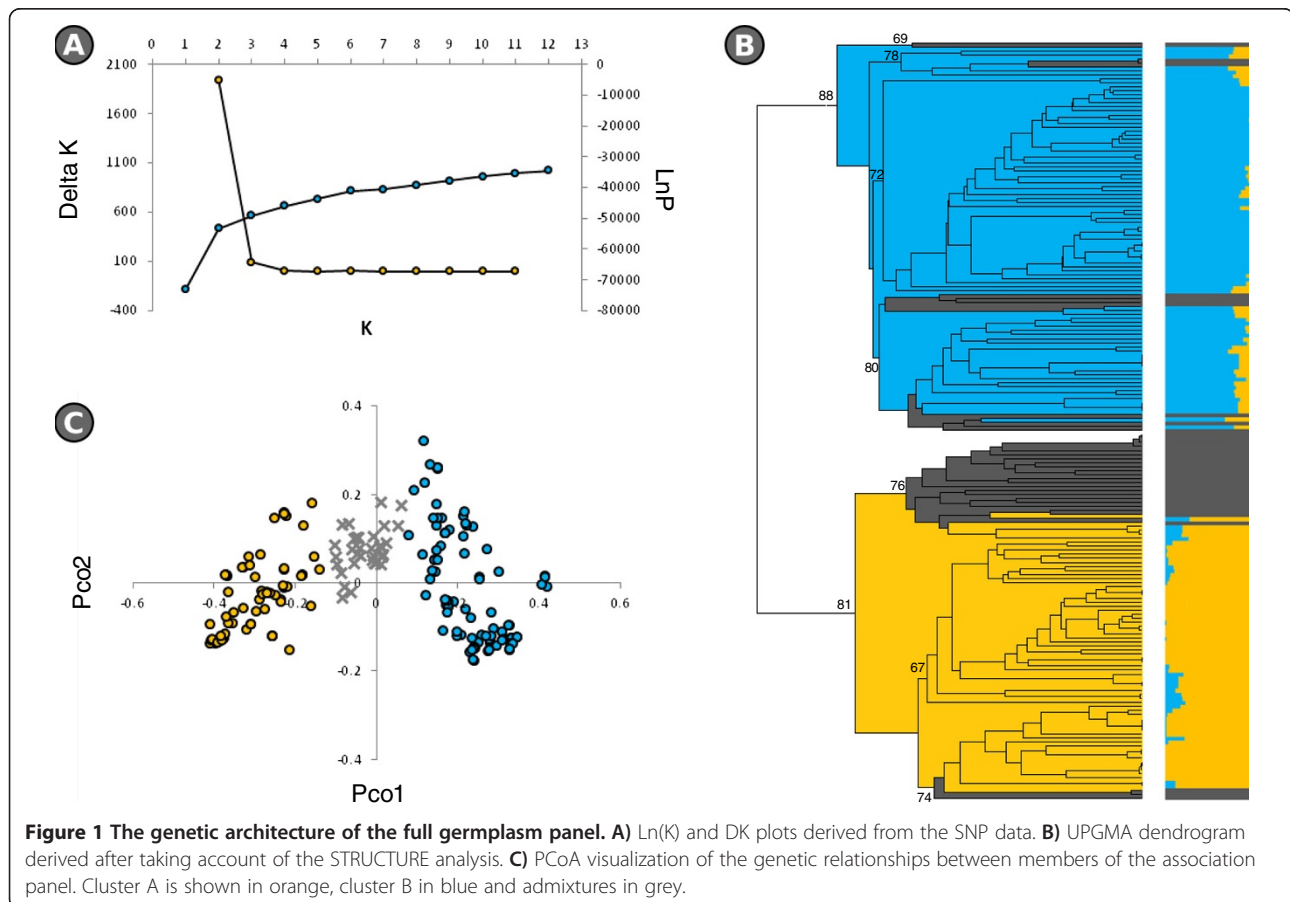 A
0 1 2 3 4 5 6 7 8 9 10 11 12 13
2100
1600
1100
600
100
-400
Delta K
0
-10000
-20000
-30000
-40000
-50000
-60000
-70000
-80000
LnP
K
B
69
78
88
72
80
76
81
67
74
C
0.4
0.2
0
-0.2
-0.4
-0.6 -0.4 -0.2 0 0.2 0.4 0.6
Pco2
Pco1
Figure 1 The genetic architecture of the full germplasm panel. A) Ln(K) and DK plots derived from the SNP data. B) UPGMA dendrogram
derived after taking account of the STRUCTURE analysis. C) PCoA visualization of the genetic relationships between members of the association
panel. Cluster A is shown in orange, cluster B in blue and admixtures in grey.